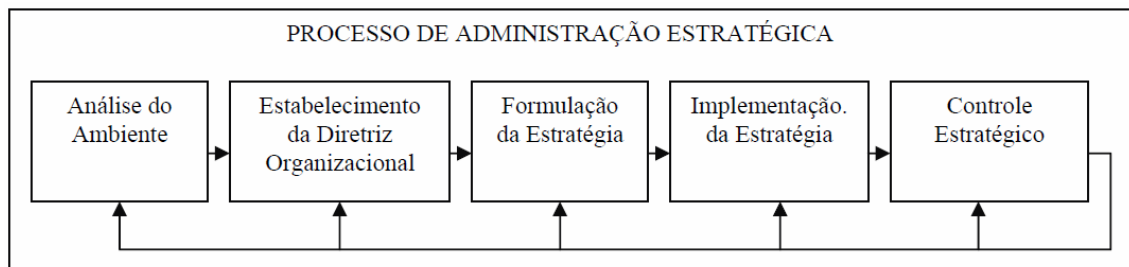 PROCESSO DE ADMINISTRAÇÃO ESTRATÉGICA
Análise do
Ambiente
Estabelecimento
da Diretriz
Organizacional
Formulação
da Estratégia
Implementação.
da Estratégia
Controle
Estratégico